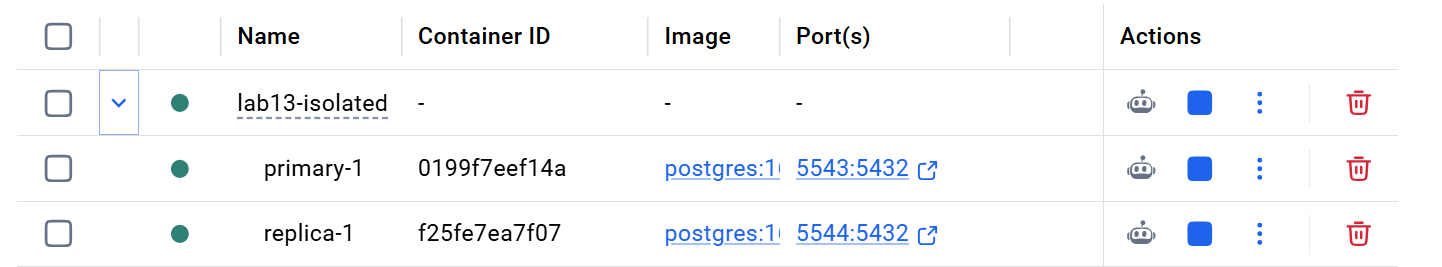 Name Container ID Image Port(s) Actions
lab13-isolated - - -
primary-1 0199f7eef14a postgres:1 5543:5432
replica-1 f25fe7ea7f07 postgres:1 5544:5432